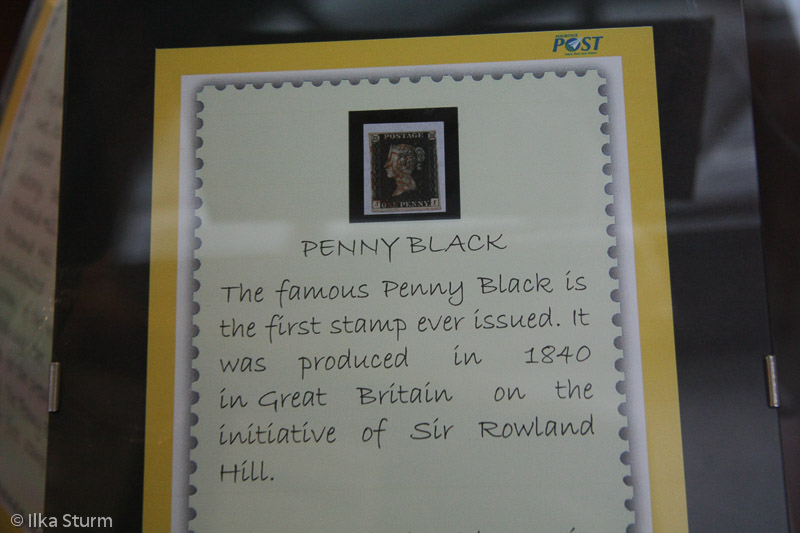 MAURITIUS
POST
POSTAGE
ONE PENNY
PENNY BLACK
The famous Penny Black is
the first stamp ever issued. It
was produced in 1840
in Great Britain on the
initiative of Sir Rowland
Hill.
© Ilka Sturm